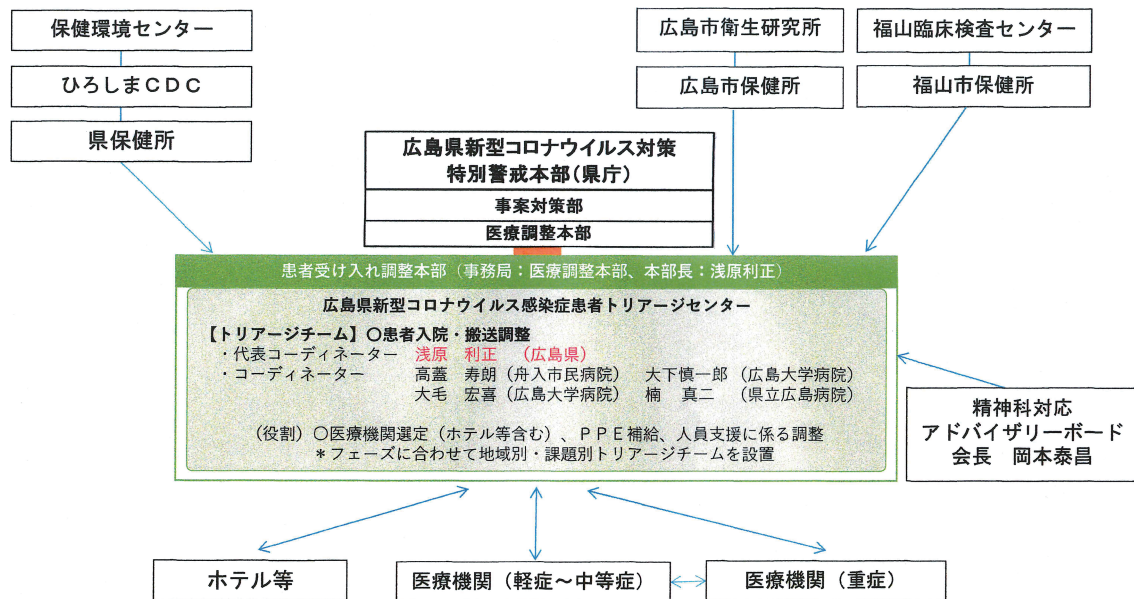 保健環境センター
ひろしまCDC
県保健所
広島市衛生研究所
広島市保健所
福山臨床検査センター
福山市保健所
広島県新型コロナウイルス対策
特別警戒本部(県庁)
事案対策部
医療調整本部
患者受け入れ調整本部(事務局:医療調整本部、本部長:浅原利正)
広島県新型コロナウイルス感染症患者トリアージセンター
【トリアージチーム】〇患者入院・搬送調整
・代表コーディネーター 浅原 利正 (広島県)
・コーディネーター 高蓋 寿朗(舟入市民病院) 大下慎一郎(広島大学病院)
大毛 宏喜(広島大学病院) 楠 真二 (県立広島病院)
(役割)〇医療機関選定(ホテル等含む)、PPE補給、人員支援に係る調整
*フェーズに合わせて地域別・課題別トリアージチームを設置
精神科対応
アドバイザリーボード
会長 岡本泰昌
ホテル等
医療機関(軽症~中等症)
医療機関(重症)